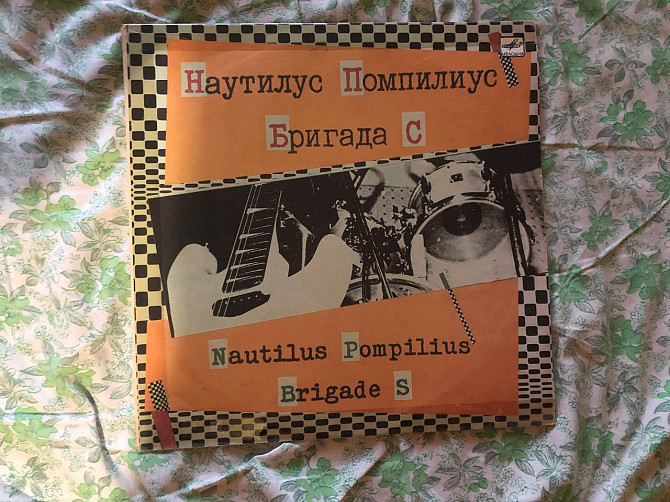 Наутилус Помпилиус
Бригада С
Nautilus Pompilius
Brigade S